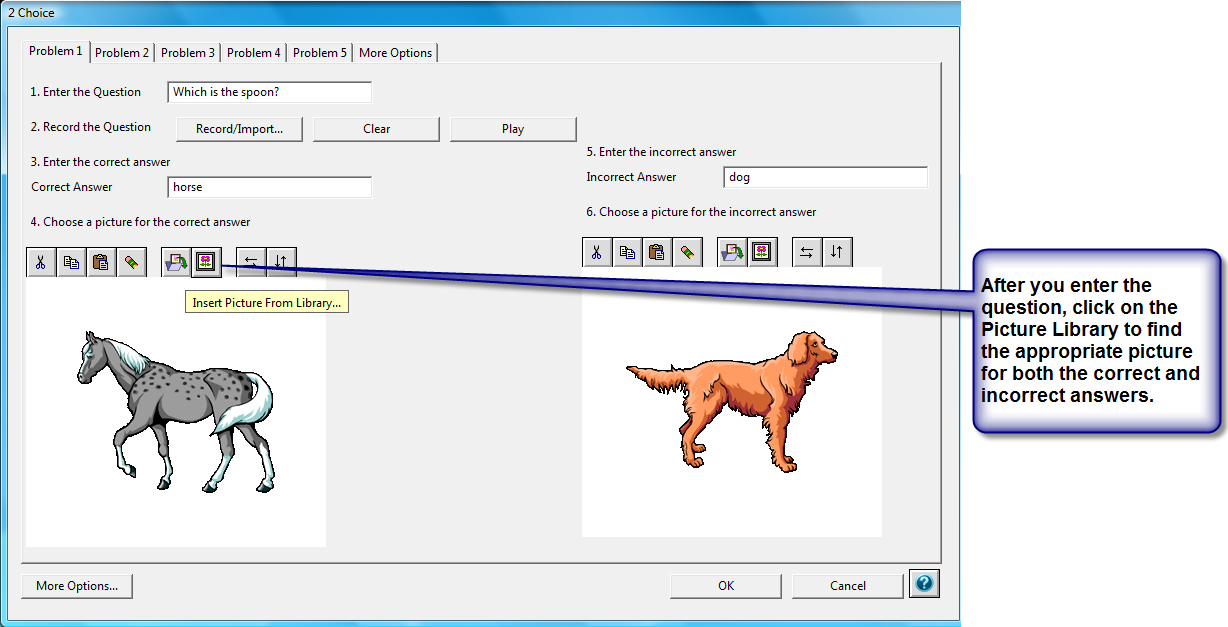 2 Choice
Problem 1 Problem 2 Problem 3 Problem 4 Problem 5 More Options
1. Enter the Question Which is the spoon?
2. Record the Question Record/Import... Clear Play
3. Enter the correct answer
Correct Answer horse
4. Choose a picture for the correct answer
Insert Picture From Library...
5. Enter the incorrect answer
Incorrect Answer dog
6. Choose a picture for the incorrect answer
After you enter the
question, click on the
Picture Library to find
the appropriate picture
for both the correct and
incorrect answers.
More Options... OK Cancel ?